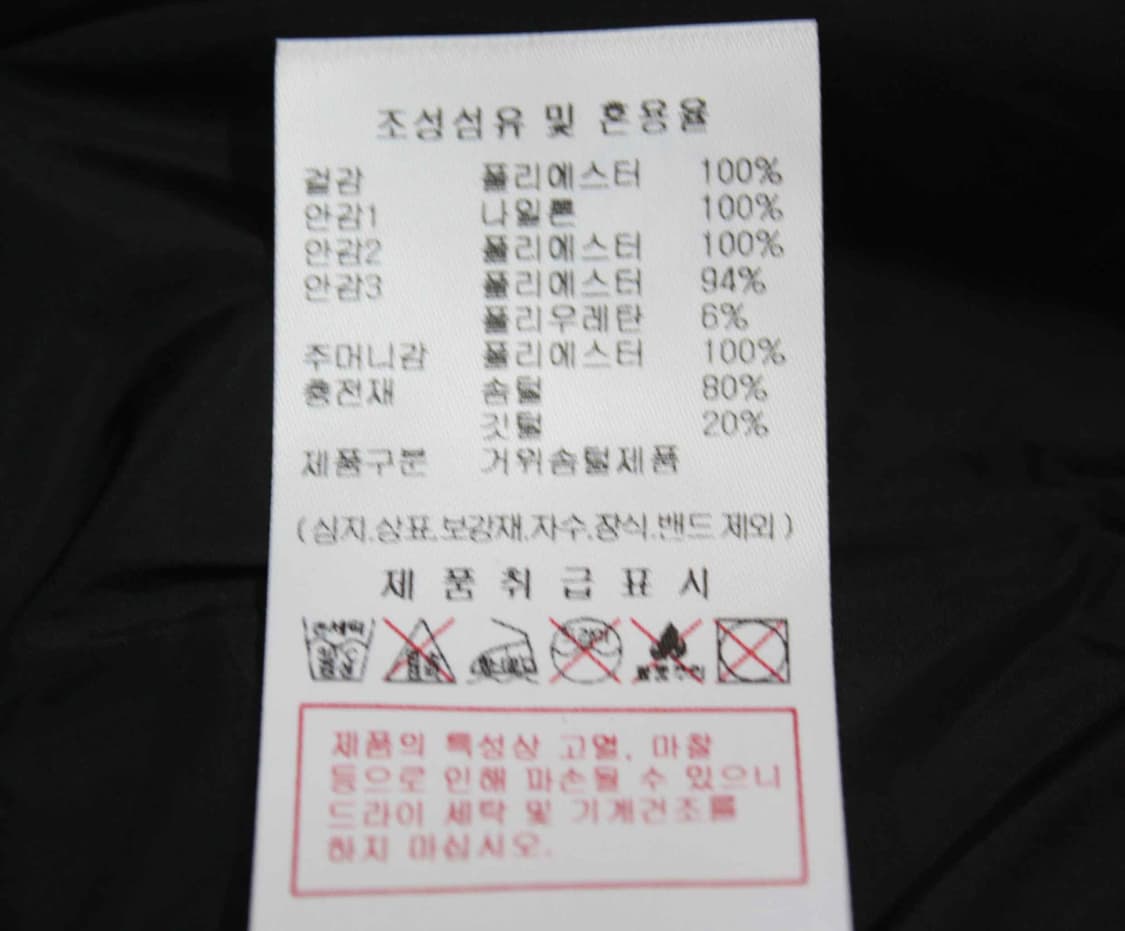 조성섬유 및 혼용율
겉감 폴리에스터 100%
안감1 나일론 100%
안감2 폴리에스터 100%
안감3 폴리에스터 94%
폴리우레탄 6%
주머니감 폴리에스터 100%
충전재 솜털 80%
깃털 20%
제품구분 거위솜털제품
(심지.상표.보강재.자수.장식.밴드 제외)
제품취급표시
제품의 특성상 고열, 마찰
등으로 인해 파손될 수 있으니
드라이 세탁 및 기계건조를
하지 마십시오.